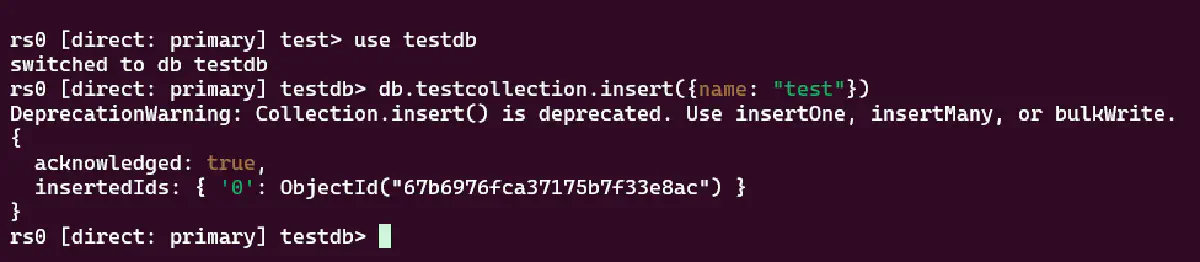 rs0 [direct: primary] test> use testdb
switched to db testdb
rs0 [direct: primary] testdb> db.testcollection.insert({name: "test"})
DeprecationWarning: Collection.insert() is deprecated. Use insertOne, insertMany, or bulkWrite.
{
  acknowledged: true,
  insertedIds: { '0': ObjectId("67b6976fca37175b7f33e8ac") }
}
rs0 [direct: primary] testdb>